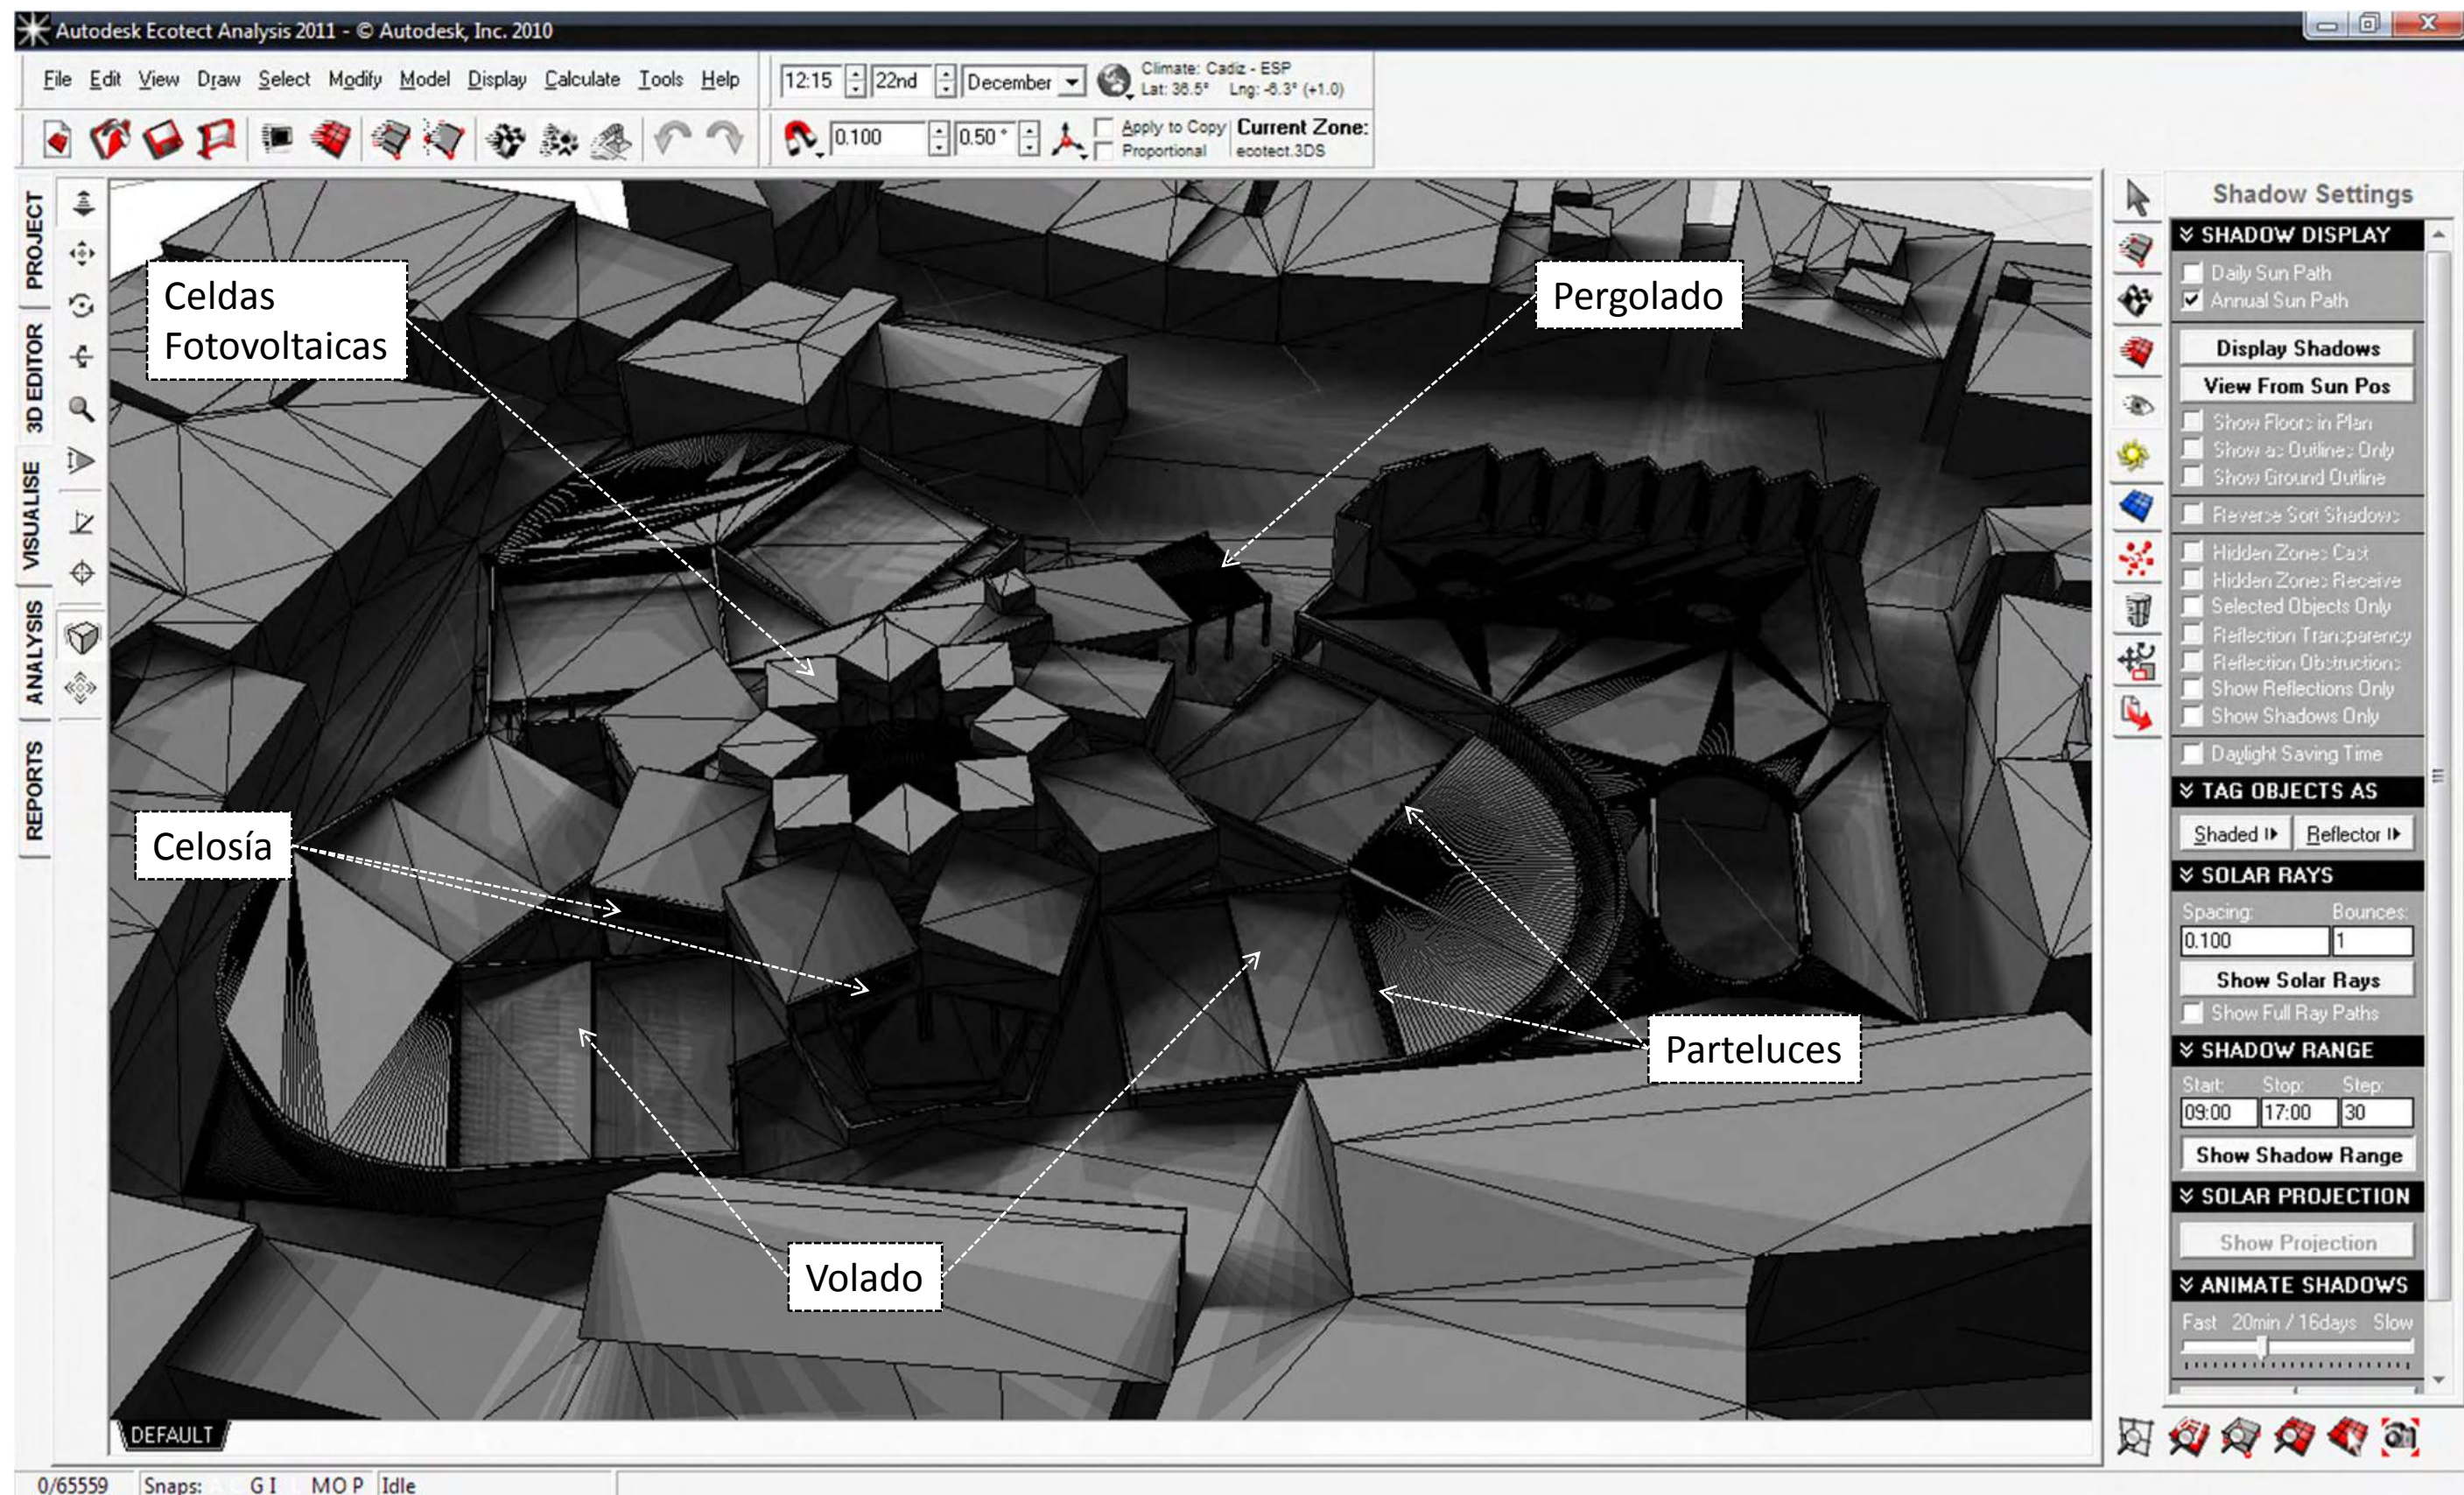 Autodesk Ecotect Analysis 2011 - © Autodesk, Inc. 2010
File Edit View Draw Select Modify Model Display Calculate Tools Help
12:15 22nd December
Climate: Cadiz - ESP
Lat: 36.5° Lng: -6.3° (+1.0)
0.100 0.50 °
Apply to Copy
Proportional
Current Zone:
ecotect.3DS
PROJECT
3D EDITOR
VISUALISE
ANALYSIS
REPORTS
Celdas
Fotovoltaicas
Pergolado
Celosía
Parteluces
Volado
DEFAULT
Shadow Settings
SHADOW DISPLAY
Daily Sun Path
Annual Sun Path
Display Shadows
View From Sun Pos
Show Floors in Plan
Show as Outlines Only
Show Ground Outline
Reverse Sort Shadows
Hidden Zones Cast
Hidden Zones Receive
Selected Objects Only
Reflection Transparency
Reflection Obstructions
Show Reflections Only
Show Shadows Only
Daylight Saving Time
TAG OBJECTS AS
Shaded Reflector
SOLAR RAYS
Spacing: Bounces:
0.100 1
Show Solar Rays
Show Full Ray Paths
SHADOW RANGE
Start: Stop: Step:
09:00 17:00 30
Show Shadow Range
SOLAR PROJECTION
Show Projection
ANIMATE SHADOWS
Fast 20min / 16days Slow
0/65559 Snaps: A C G I L M O P Idle